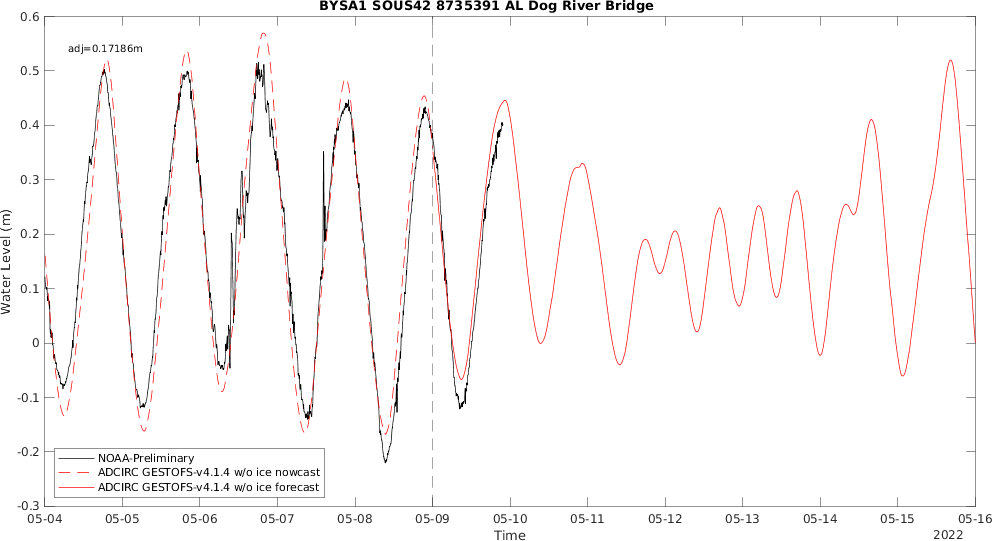 BYSA1 SOUS42 8735391 AL Dog River Bridge
adj=0.17186m
Water Level (m)
0.6
0.5
0.4
0.3
0.2
0.1
0
-0.1
-0.2
-0.3
NOAA-Preliminary
ADCIRC GESTOFS-v4.1.4 w/o ice nowcast
ADCIRC GESTOFS-v4.1.4 w/o ice forecast
05-04 05-05 05-06 05-07 05-08 05-09 05-10 05-11 05-12 05-13 05-14 05-15 05-16
Time
2022